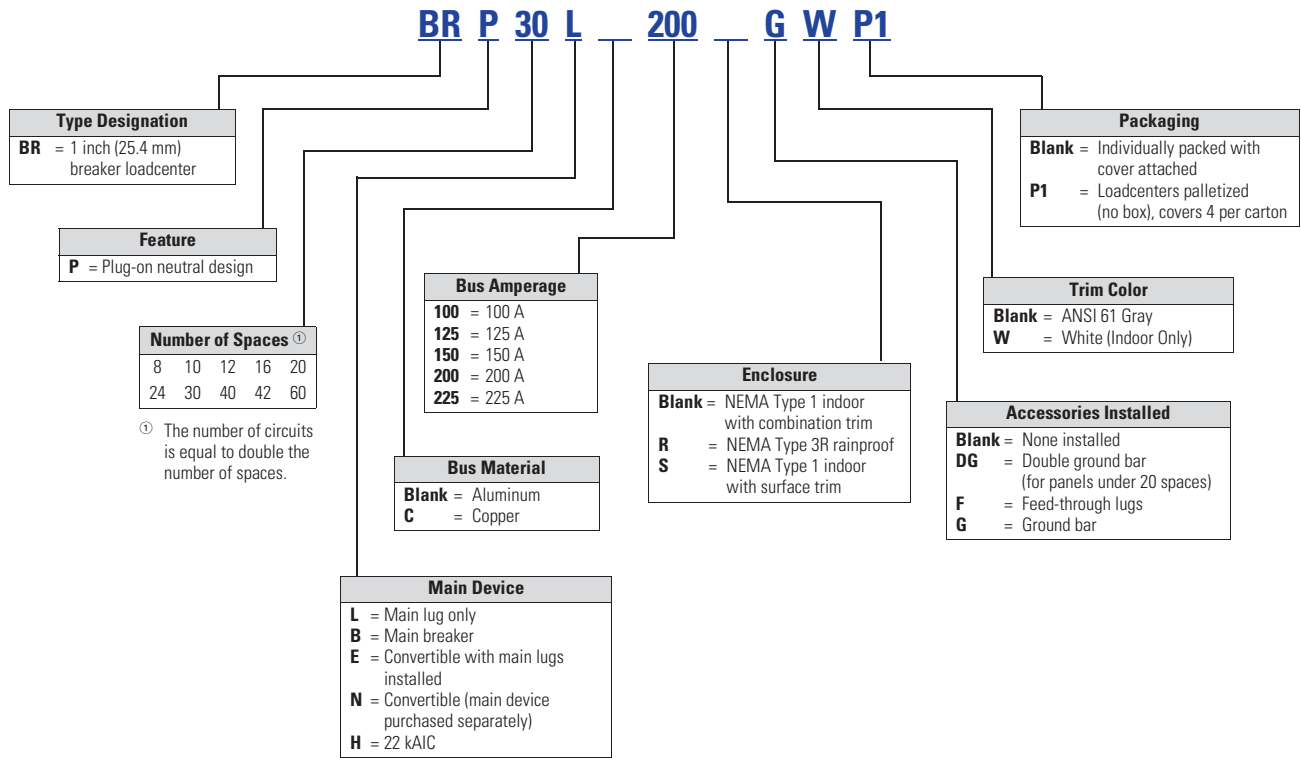 BR P 30 L __ 200 __ G W P1
Type Designation
BR = 1 inch (25.4 mm)
breaker loadcenter
Feature
P = Plug-on neutral design
Number of Spaces ①
8 10 12 16 20
24 30 40 42 60
① The number of circuits
is equal to double the
number of spaces.
Main Device
L = Main lug only
B = Main breaker
E = Convertible with main lugs
installed
N = Convertible (main device
purchased separately)
H = 22 kAIC
Bus Material
Blank = Aluminum
C = Copper
Bus Amperage
100 = 100 A
125 = 125 A
150 = 150 A
200 = 200 A
225 = 225 A
Enclosure
Blank = NEMA Type 1 indoor
with combination trim
R = NEMA Type 3R rainproof
S = NEMA Type 1 indoor
with surface trim
Accessories Installed
Blank = None installed
DG = Double ground bar
(for panels under 20 spaces)
F = Feed-through lugs
G = Ground bar
Trim Color
Blank = ANSI 61 Gray
W = White (Indoor Only)
Packaging
Blank = Individually packed with
cover attached
P1 = Loadcenters palletized
(no box), covers 4 per carton